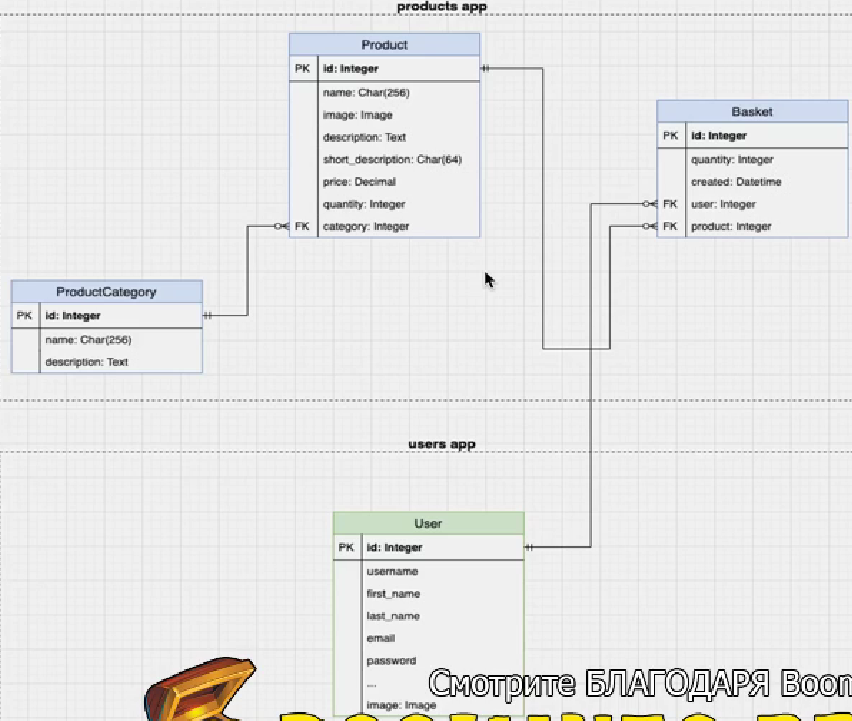 products app
Product
PK id: Integer
name: Char(256)
image: Image
description: Text
short_description: Char(64)
price: Decimal
quantity: Integer
FK category: Integer
Basket
PK id: Integer
quantity: Integer
created: Datetime
FK user: Integer
FK product: Integer
ProductCategory
PK id: Integer
name: Char(256)
description: Text
users app
User
PK id: Integer
username
first_name
last_name
email
password
...
image: Image
Смотрите БЛАГОДАРЯ Boom